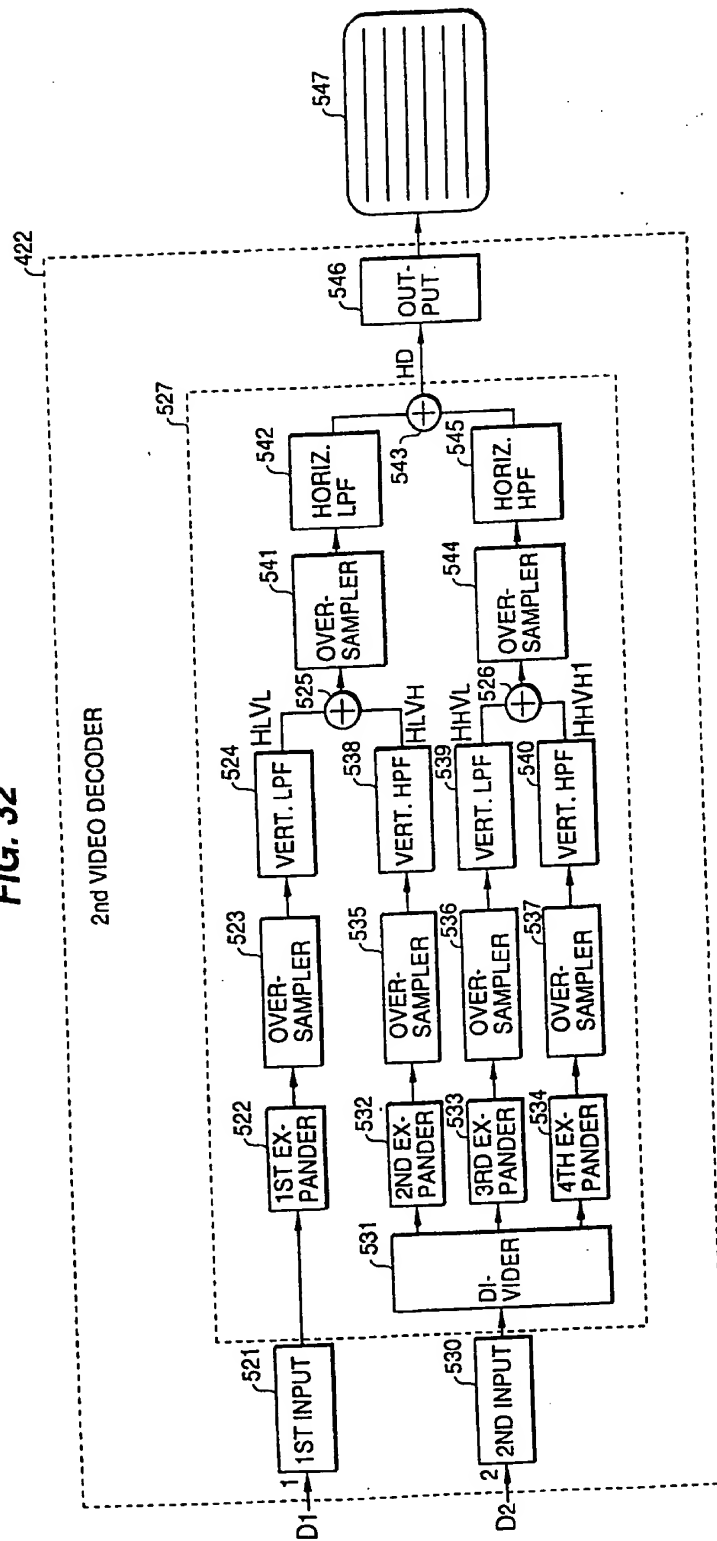 FIG. 32
2nd VIDEO DECODER
422
527
D1
1
521
1ST INPUT
522
1ST EX-
PANDER
523
OVER-
SAMPLER
524
VERT. LPF
HLVL
525
541
OVER-
SAMPLER
542
HORIZ.
LPF
543
HD
546
OUT-
PUT
547
D2
2
530
2ND INPUT
531
DI-
VIDER
532
2ND EX-
PANDER
535
OVER-
SAMPLER
538
VERT. HPF
HLVH
533
3RD EX-
PANDER
536
OVER-
SAMPLER
539
VERT. LPF
HHVL
526
534
4TH EX-
PANDER
537
OVER-
SAMPLER
540
VERT. HPF
HHVH1
544
OVER-
SAMPLER
545
HORIZ.
HPF